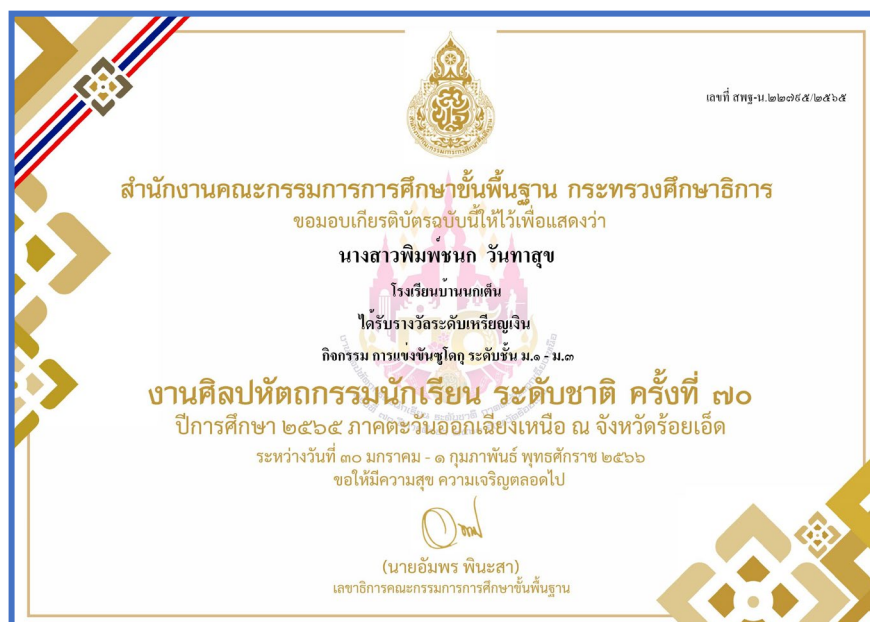 เลขที่ สพฐ-น.๒๒๗๙๕/๒๕๖๕
สำนักงานคณะกรรมการการศึกษาขั้นพื้นฐาน กระทรวงศึกษาธิการ
ขอมอบเกียรติบัตรฉบับนี้ให้ไว้เพื่อแสดงว่า
นางสาวพิมพ์ชนก วันทาสุข
โรงเรียนบ้านนกเต็น
ได้รับรางวัลระดับเหรียญเงิน
กิจกรรม การแข่งขันซูโดกุ ระดับชั้น ม.๑ - ม.๓
งานศิลปหัตถกรรมนักเรียน ระดับชาติ ครั้งที่ ๗๐
ปีการศึกษา ๒๕๖๕ ภาคตะวันออกเฉียงเหนือ ณ จังหวัดร้อยเอ็ด
ระหว่างวันที่ ๓๐ มกราคม - ๑ กุมภาพันธ์ พุทธศักราช ๒๕๖๖
ขอให้มีความสุข ความเจริญตลอดไป
(นายอัมพร พินะสา)
เลขาธิการคณะกรรมการการศึกษาขั้นพื้นฐาน